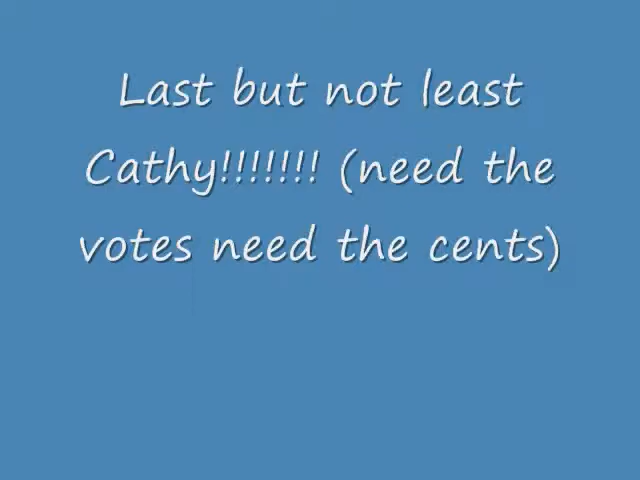 Last but not least
Cathy!!!!!!! (need the
votes need the cents)